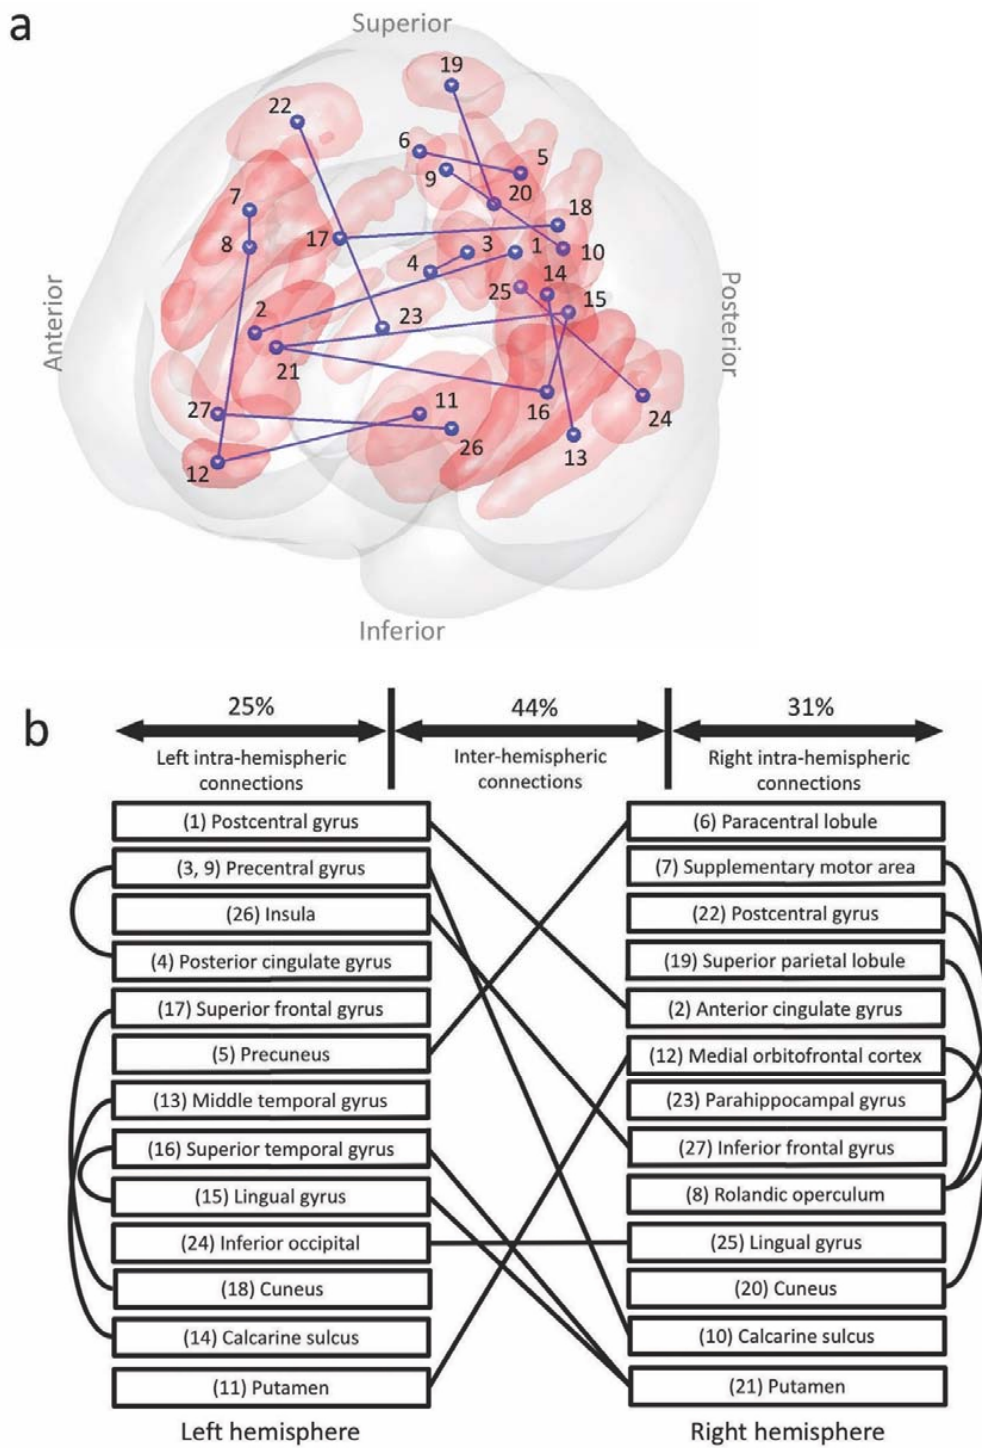 a
Superior
19
22
6
5
9
20
7
18
17
8
3
1
10
4
14
25
15
2
23
21
Anterior
Posterior
16
11
27
24
26
13
12
Inferior
b
25%
44%
31%
Left intra-hemispheric
connections
Inter-hemispheric
connections
Right intra-hemispheric
connections
(1) Postcentral gyrus
(6) Paracentral lobule
(3, 9) Precentral gyrus
(7) Supplementary motor area
(26) Insula
(22) Postcentral gyrus
(4) Posterior cingulate gyrus
(19) Superior parietal lobule
(17) Superior frontal gyrus
(2) Anterior cingulate gyrus
(5) Precuneus
(12) Medial orbitofrontal cortex
(13) Middle temporal gyrus
(23) Parahippocampal gyrus
(16) Superior temporal gyrus
(27) Inferior frontal gyrus
(15) Lingual gyrus
(8) Rolandic operculum
(24) Inferior occipital
(25) Lingual gyrus
(18) Cuneus
(20) Cuneus
(14) Calcarine sulcus
(10) Calcarine sulcus
(11) Putamen
(21) Putamen
Left hemisphere
Right hemisphere